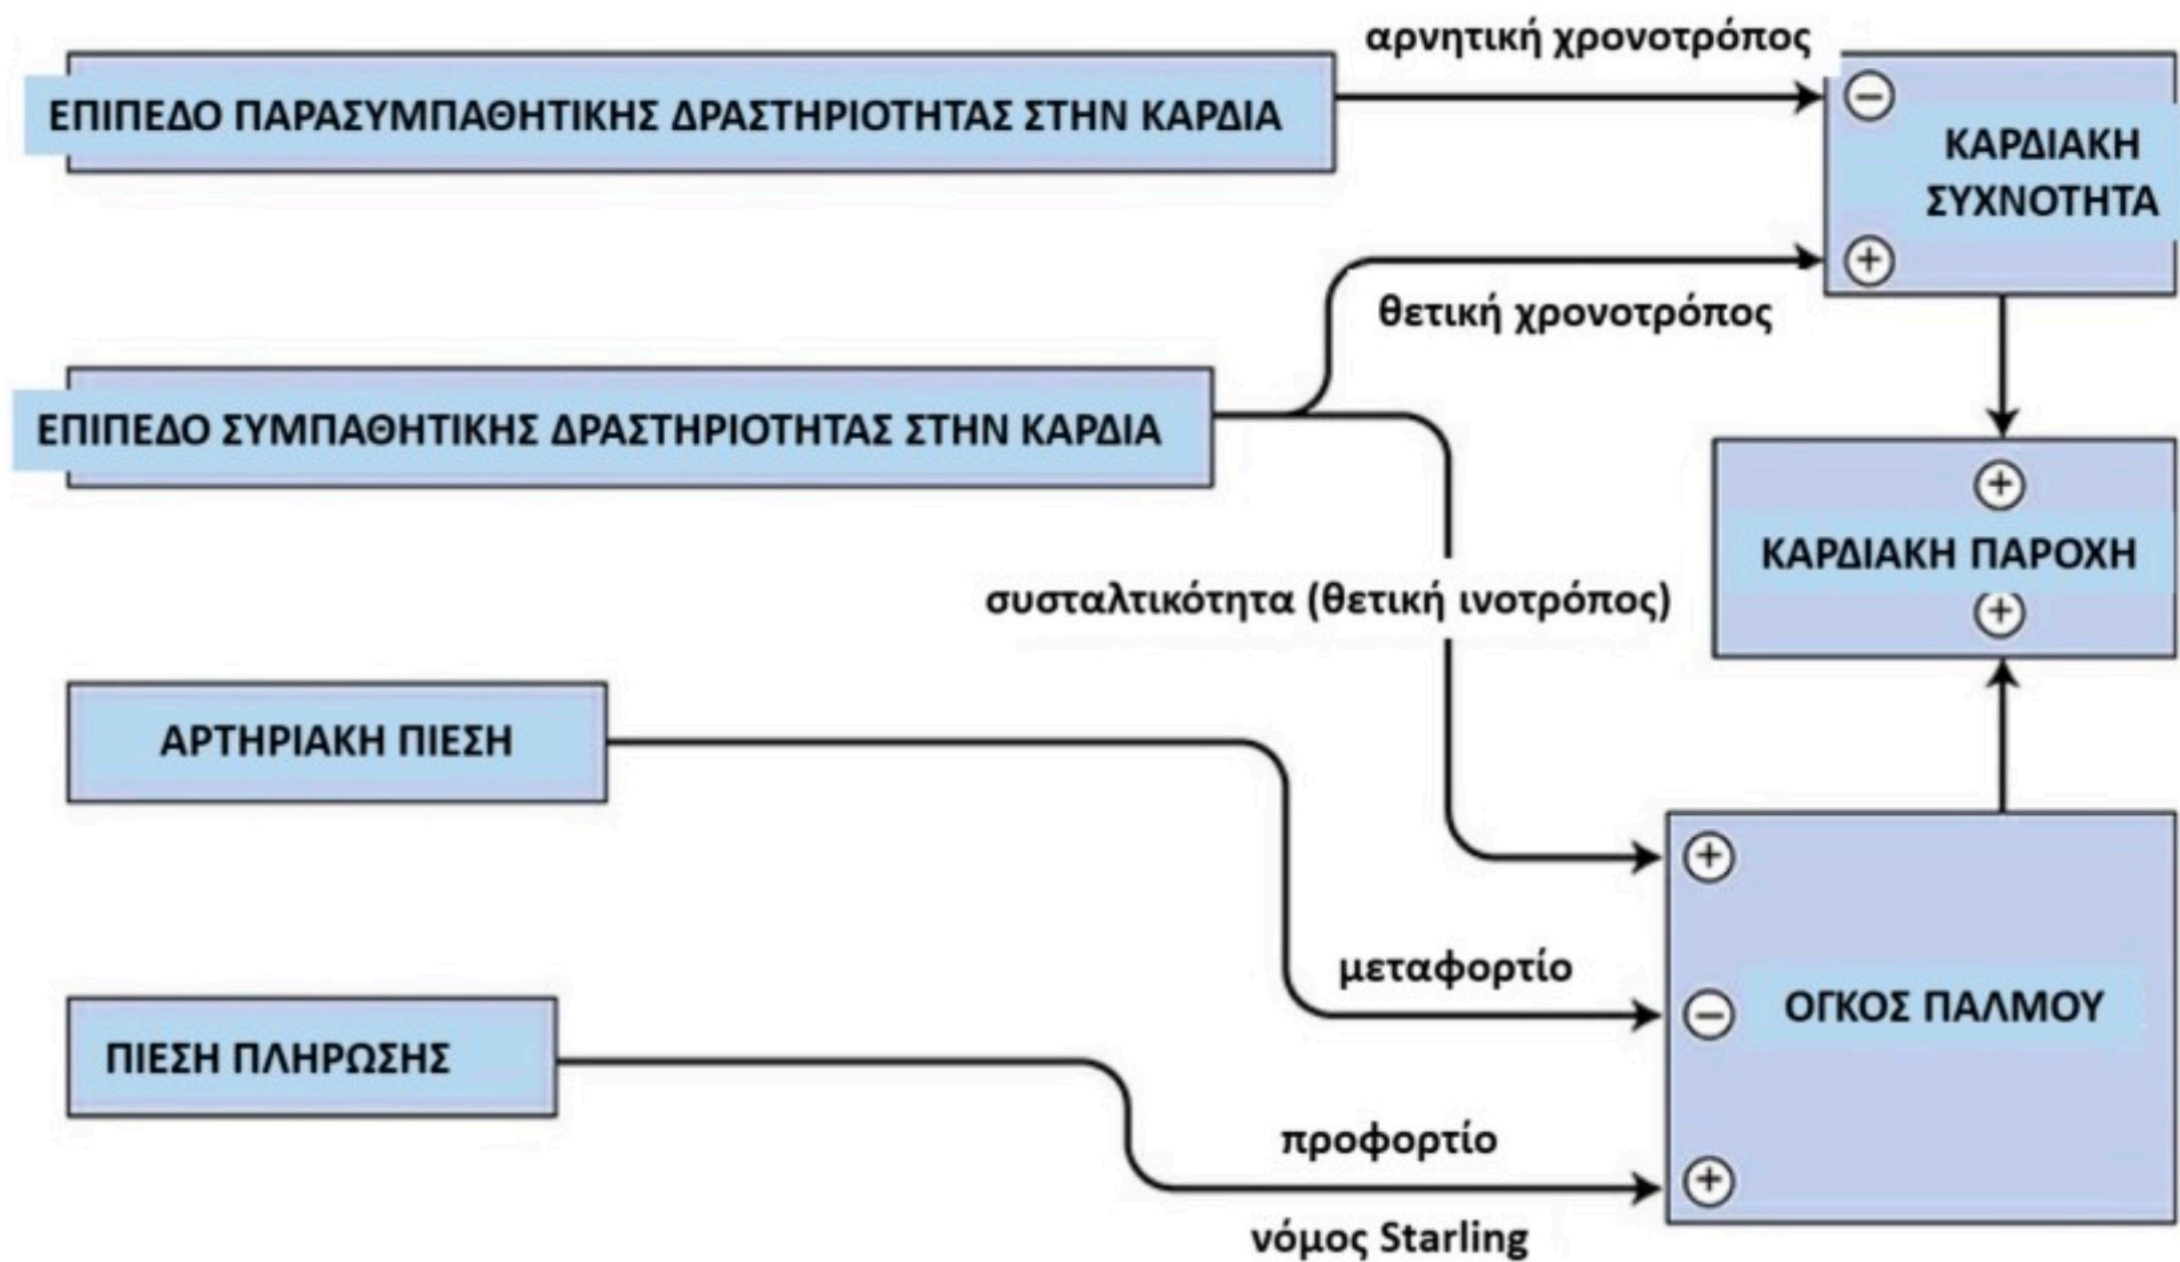 αρνητική χρονοτρόπος
ΕΠΙΠΕΔΟ ΠΑΡΑΣΥΜΠΑΘΗΤΙΚΗΣ ΔΡΑΣΤΗΡΙΟΤΗΤΑΣ ΣΤΗΝ ΚΑΡΔΙΑ
−
ΚΑΡΔΙΑΚΗ
ΣΥΧΝΟΤΗΤΑ
+
θετική χρονοτρόπος
ΕΠΙΠΕΔΟ ΣΥΜΠΑΘΗΤΙΚΗΣ ΔΡΑΣΤΗΡΙΟΤΗΤΑΣ ΣΤΗΝ ΚΑΡΔΙΑ
+
ΚΑΡΔΙΑΚΗ ΠΑΡΟΧΗ
+
συσταλτικότητα (θετική ινοτρόπος)
ΑΡΤΗΡΙΑΚΗ ΠΙΕΣΗ
+
μεταφορτίο
−
ΟΓΚΟΣ ΠΑΛΜΟΥ
ΠΙΕΣΗ ΠΛΗΡΩΣΗΣ
προφορτίο
+
νόμος Starling